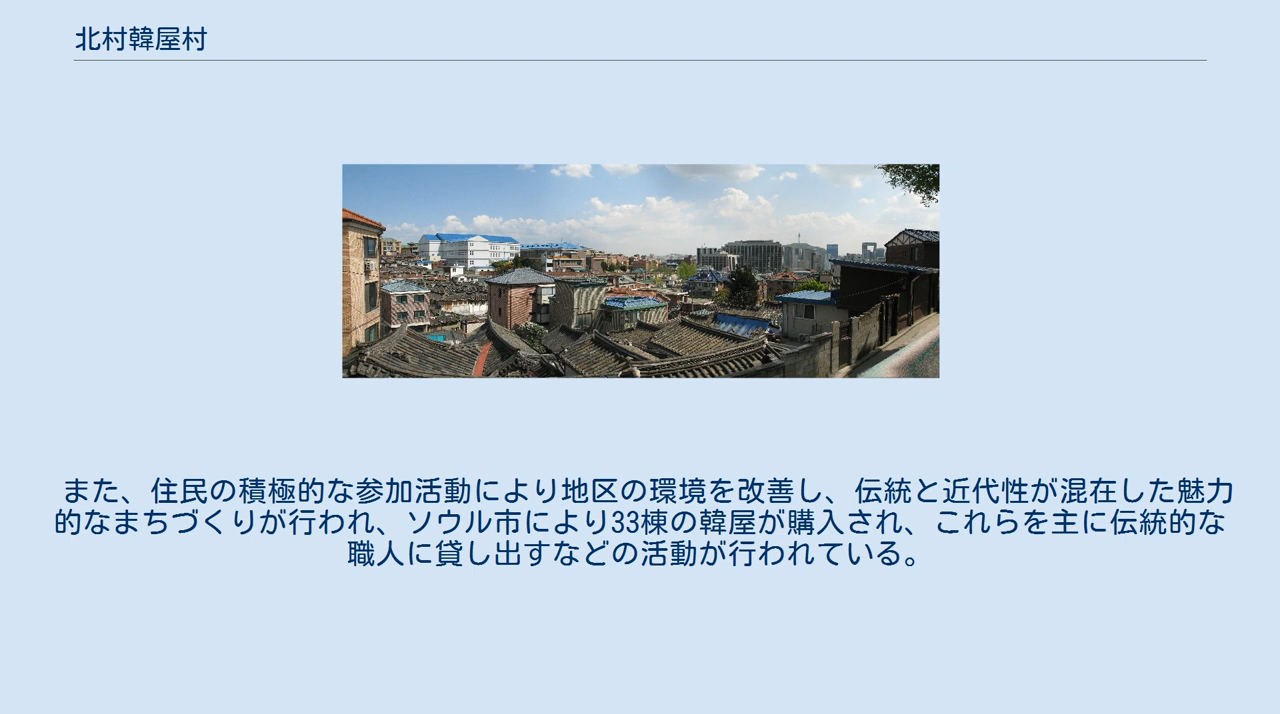 北村韓屋村
また、住民の積極的な参加活動により地区の環境を改善し、伝統と近代性が混在した魅力
的なまちづくりが行われ、ソウル市により33棟の韓屋が購入され、これらを主に伝統的な
職人に貸し出すなどの活動が行われている。